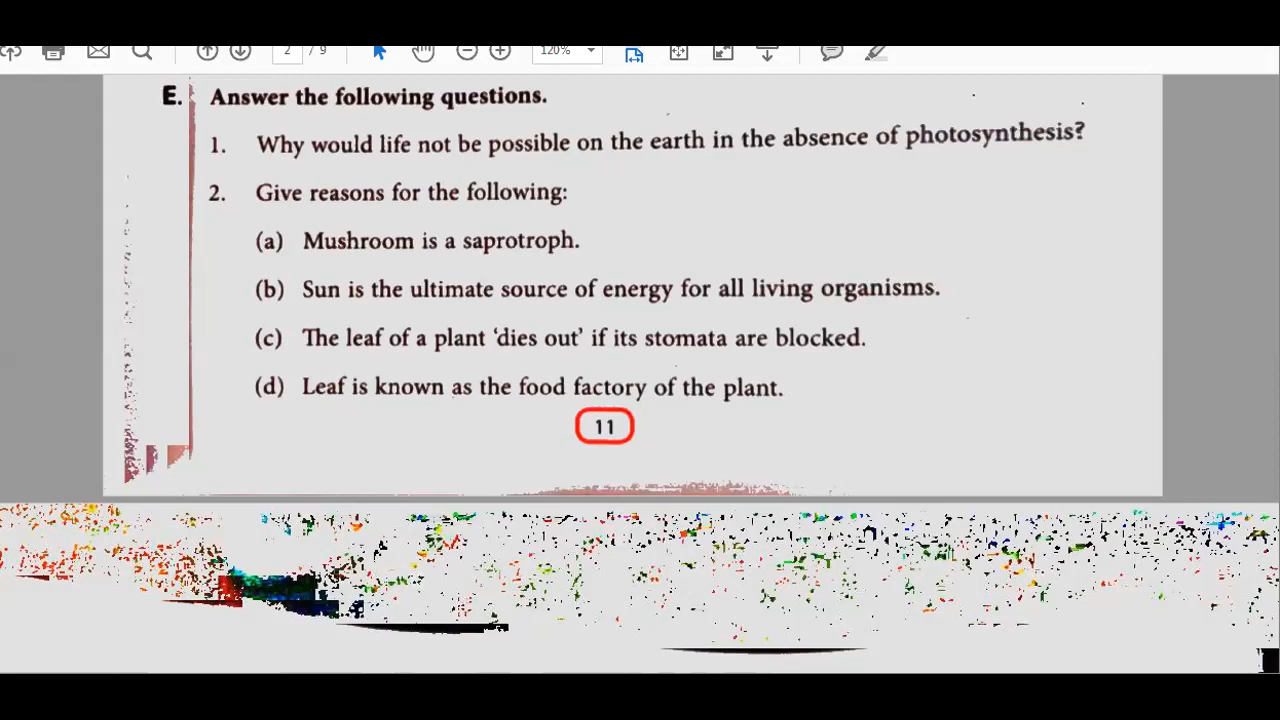 2 / 9 120%
E. Answer the following questions.
1. Why would life not be possible on the earth in the absence of photosynthesis?
2. Give reasons for the following:
(a) Mushroom is a saprotroph.
(b) Sun is the ultimate source of energy for all living organisms.
(c) The leaf of a plant ‘dies out’ if its stomata are blocked.
(d) Leaf is known as the food factory of the plant.
11